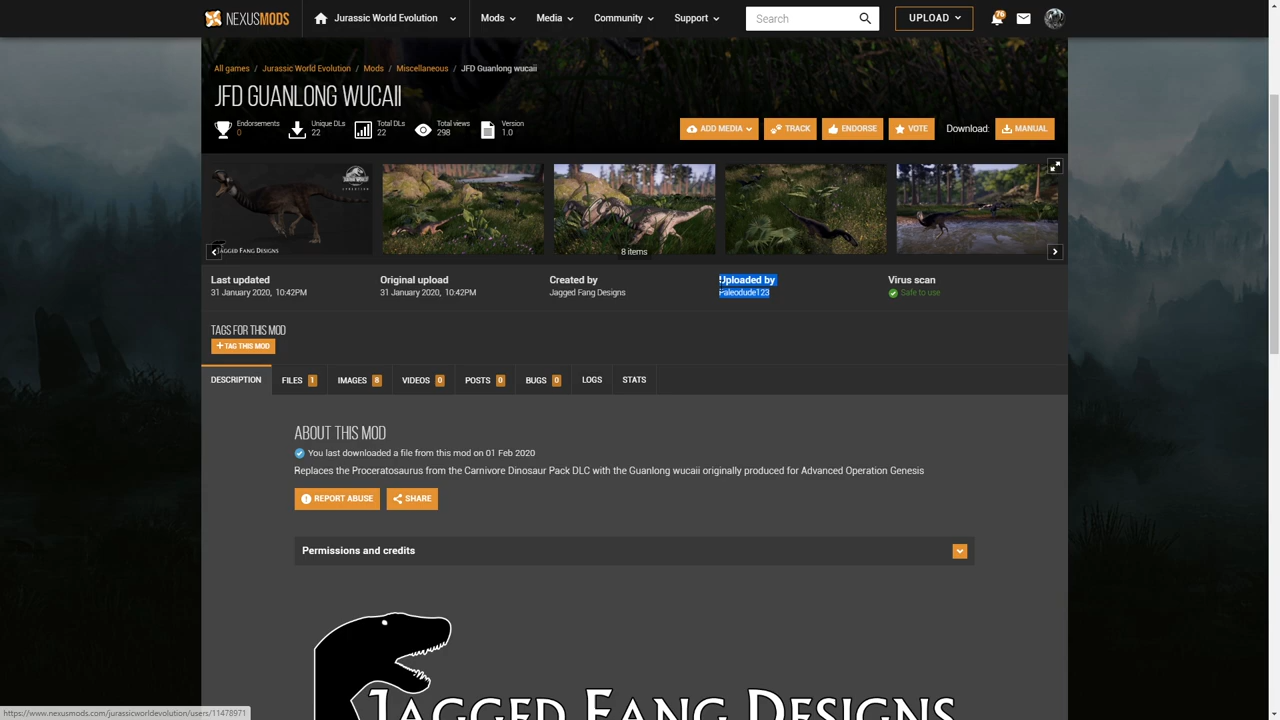 NEXUSMODS
Jurassic World Evolution
Mods
Media
Community
Support
Search
UPLOAD
76
All games / Jurassic World Evolution / Mods / Miscellaneous / JFD Guanlong wucaii
JFD GUANLONG WUCAII
Endorsements
0
Unique DLs
22
Total DLs
22
Total views
298
Version
1.0
ADD MEDIA
TRACK
ENDORSE
VOTE
Download:
MANUAL
JURASSIC WORLD
EVOLUTION
JAGGED FANG DESIGNS
8 items
Last updated
31 January 2020, 10:42PM
Original upload
31 January 2020, 10:42PM
Created by
Jagged Fang Designs
Uploaded by
Paleodude123
Virus scan
Safe to use
TAGS FOR THIS MOD
+ TAG THIS MOD
DESCRIPTION
FILES 1
IMAGES 8
VIDEOS 0
POSTS 0
BUGS 0
LOGS
STATS
ABOUT THIS MOD
You last downloaded a file from this mod on 01 Feb 2020
Replaces the Proceratosaurus from the Carnivore Dinosaur Pack DLC with the Guanlong wucaii originally produced for Advanced Operation Genesis
REPORT ABUSE
SHARE
Permissions and credits
JAGGED FANG DESIGNS
https://www.nexusmods.com/jurassicworldevolution/users/11478971